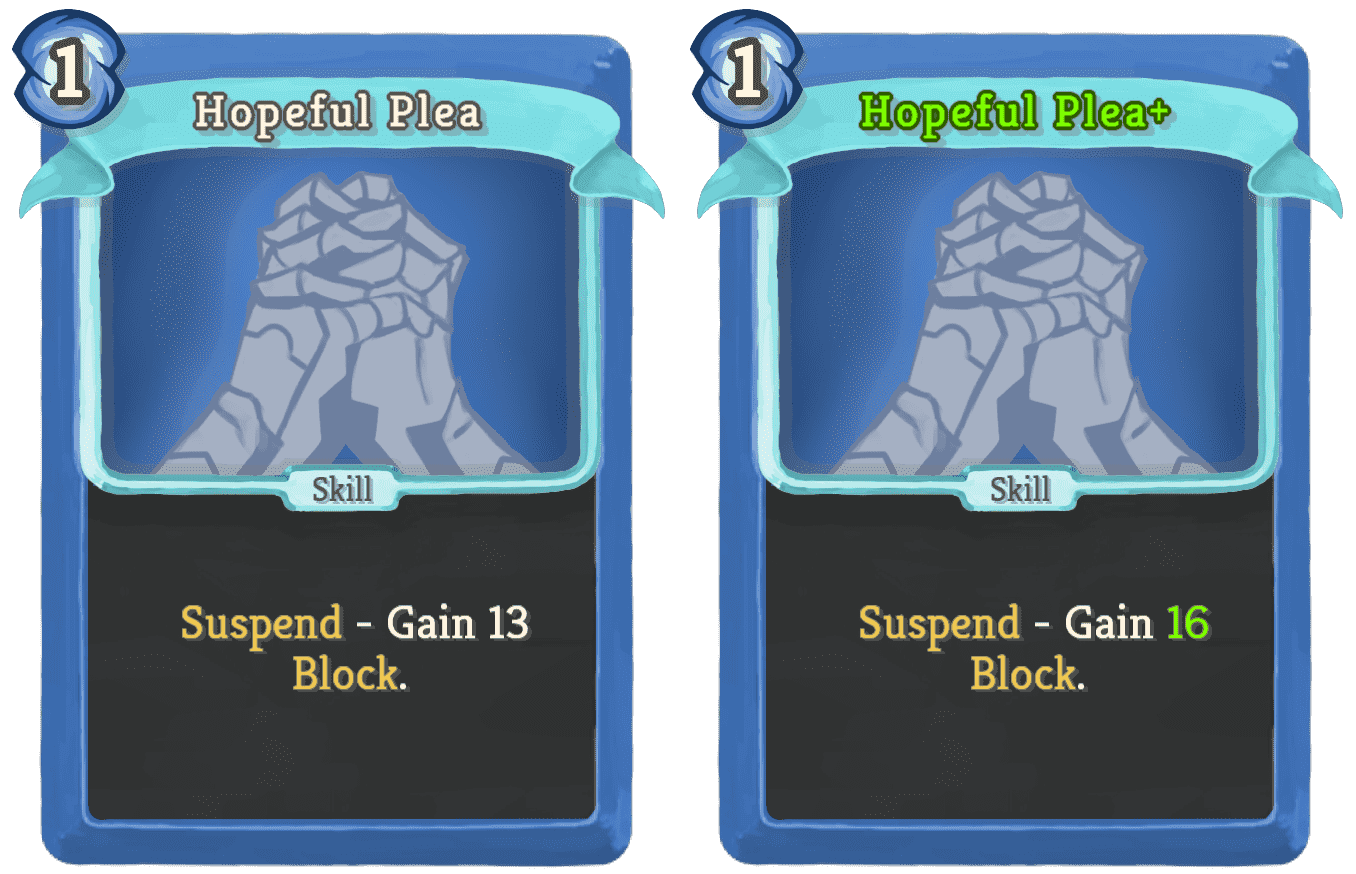 1
Hopeful Plea
Skill
Suspend - Gain 13
Block.
1
Hopeful Plea+
Skill
Suspend - Gain 16
Block.